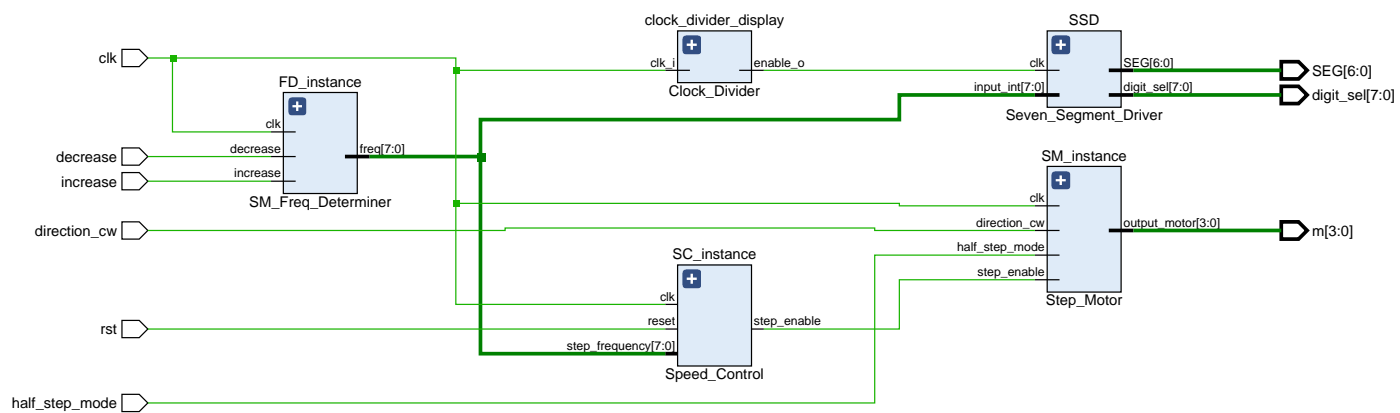 clk
decrease
increase
direction_cw
rst
half_step_mode
FD_instance
clk
decrease
increase
freq[7:0]
SM_Freq_Determiner
clock_divider_display
clk_i
enable_o
Clock_Divider
SC_instance
clk
reset
step_frequency[7:0]
step_enable
Speed_Control
SSD
clk
input_int[7:0]
SEG[6:0]
digit_sel[7:0]
Seven_Segment_Driver
SM_instance
clk
direction_cw
half_step_mode
step_enable
output_motor[3:0]
Step_Motor
SEG[6:0]
digit_sel[7:0]
m[3:0]